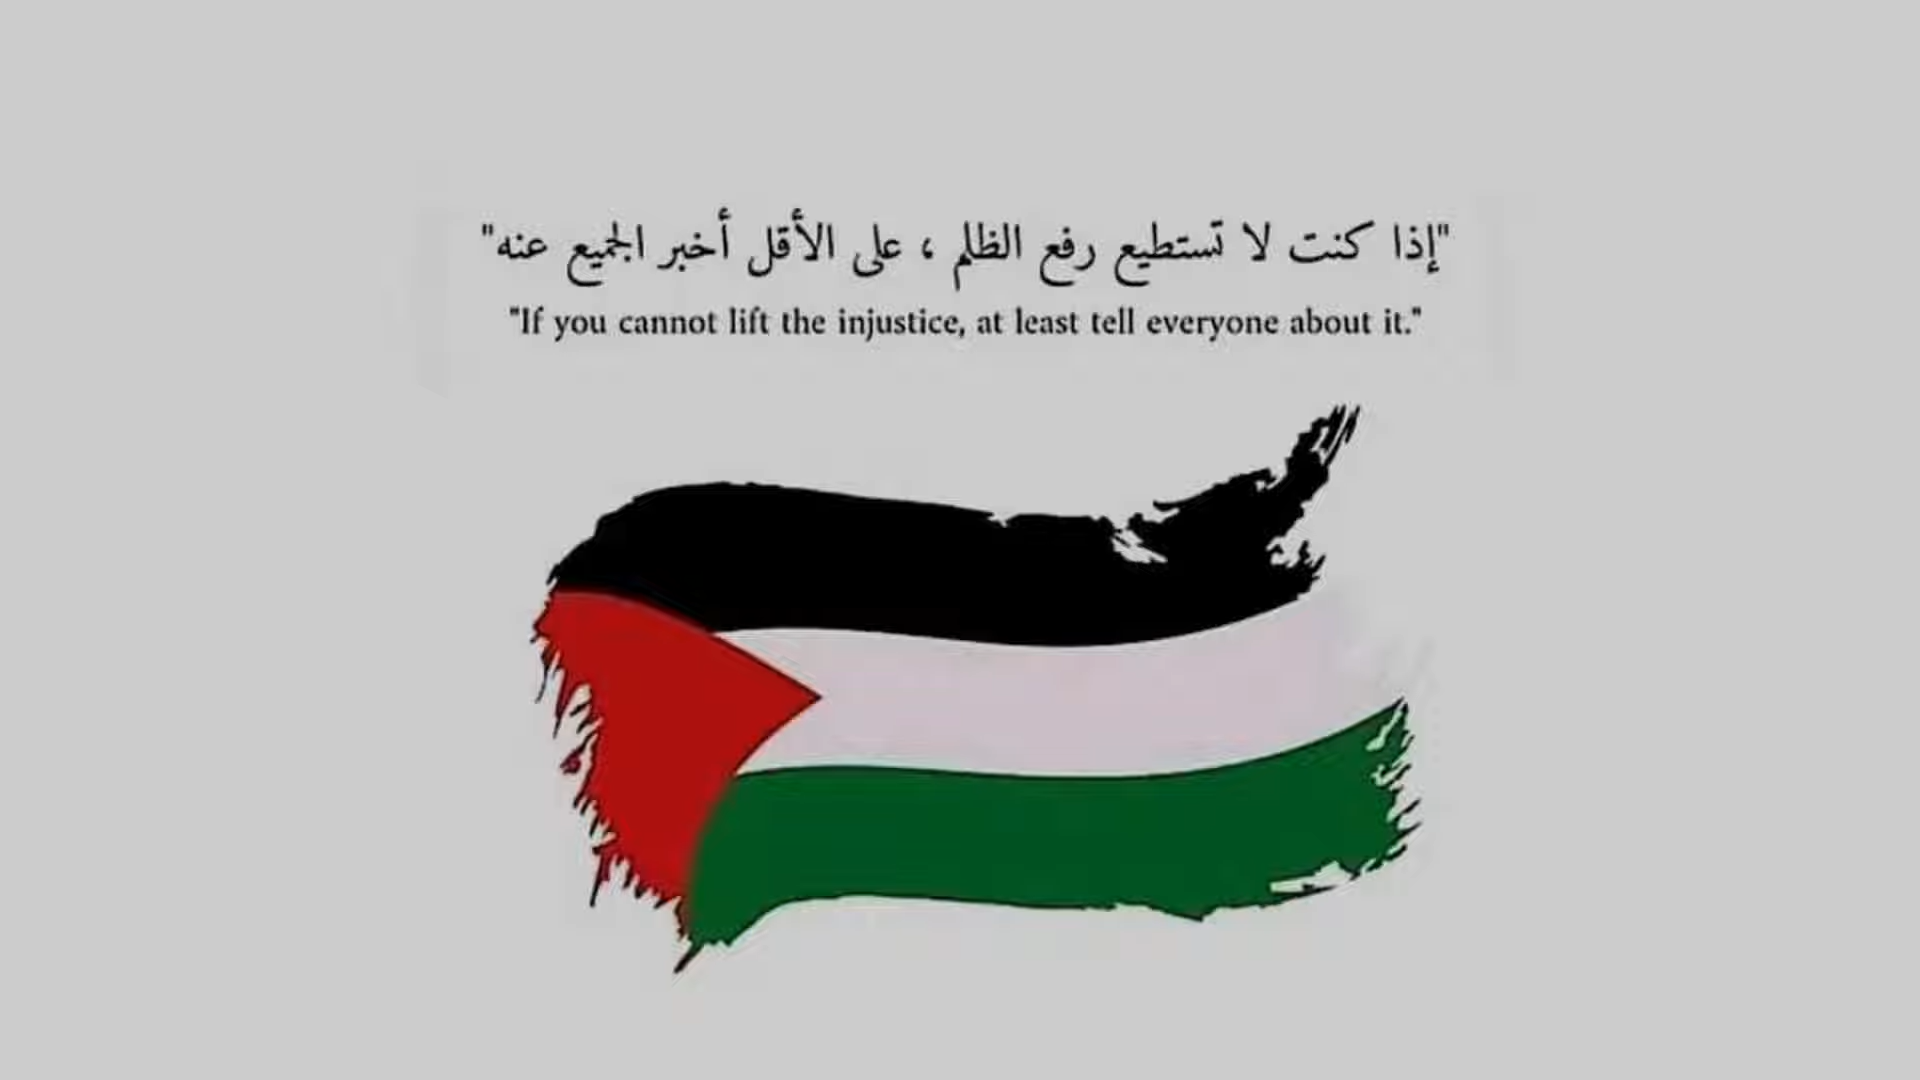 "إذا كنت لا تستطيع رفع الظلم ، على الأقل أخبر الجميع عنه"
"If you cannot lift the injustice, at least tell everyone about it."